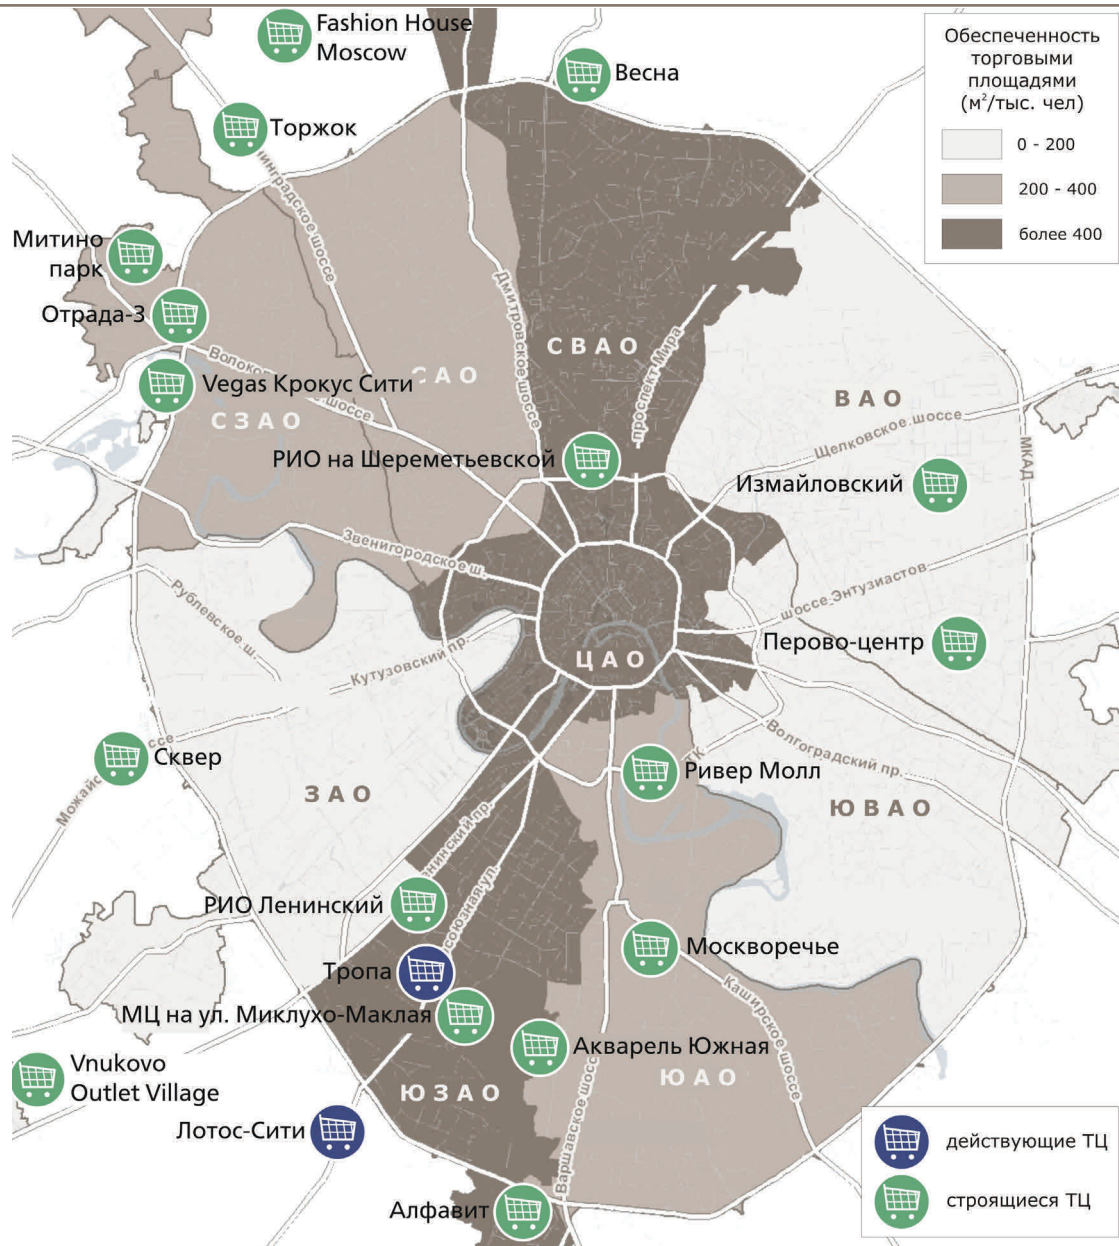 Fashion House
Moscow
Весна
Обеспеченность
торговыми
площадями
(м²/тыс. чел)
0 - 200
200 - 400
более 400
Торжок
Митино
парк
Отрада-3
Дмитровское шоссе
СВАО
проспект Мира
Vegas Крокус Сити
САО
шоссе
СЗАО
ВАО
Щелковское шоссе
МКАД
РИО на Шереметьевской
Измайловский
Звенигородское ш.
Рублевское ш.
шоссе Энтузиастов
Кутузовский пр.
ЦАО
Перово-центр
Сквер
Волгоградский пр.
Ривер Молл
ЗАО
ЮВАО
РИО Ленинский
Тропа
Москворечье
МЦ на ул. Миклухо-Маклая
Каширское шоссе
Акварель Южная
ЮАО
Vnukovo
Outlet Village
ЮЗАО
Лотос-Сити
Варшавское шоссе
Алфавит
действующие ТЦ
строящиеся ТЦ